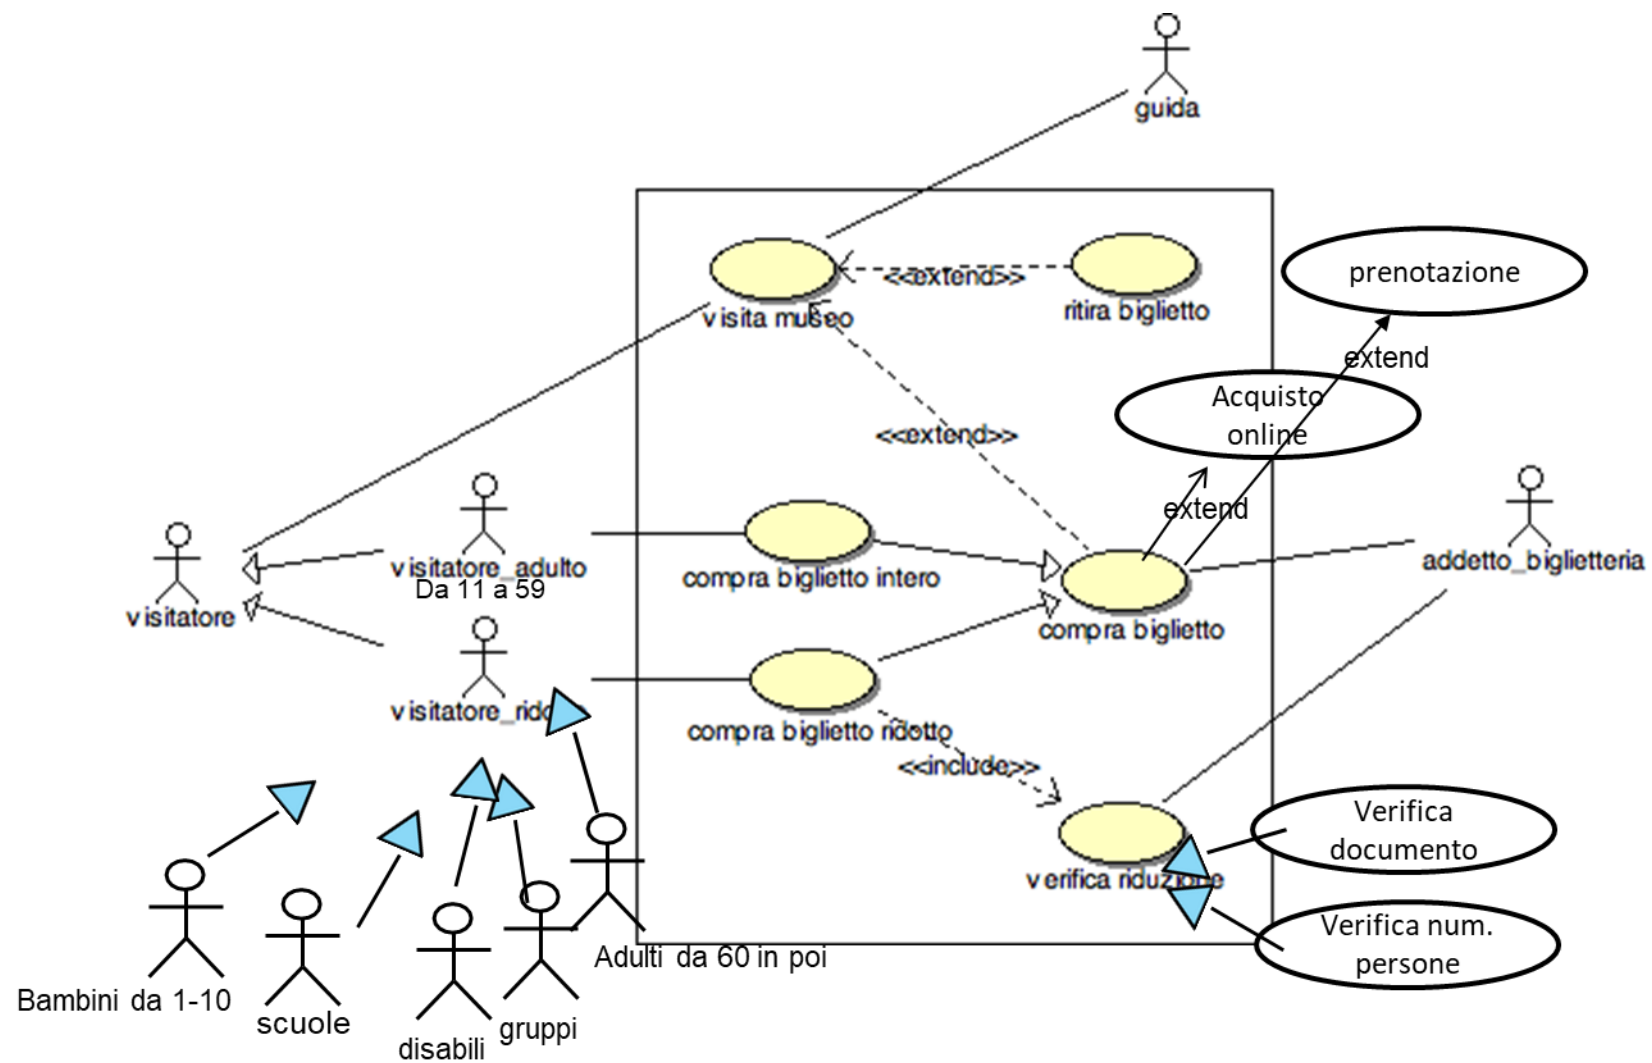 guida
prenotazione
<<extend>>
visita museo
ritira biglietto
extend
Acquisto
online
<<extend>>
extend
visitatore_adulto
Da 11 a 59
compra biglietto intero
addetto_biglietteria
visitatore
compra biglietto
compra biglietto ridotto
<<include>>
Verifica
documento
verifica riduzione
Verifica num.
persone
Adulti da 60 in poi
Bambini da 1-10
scuole
gruppi
disabili